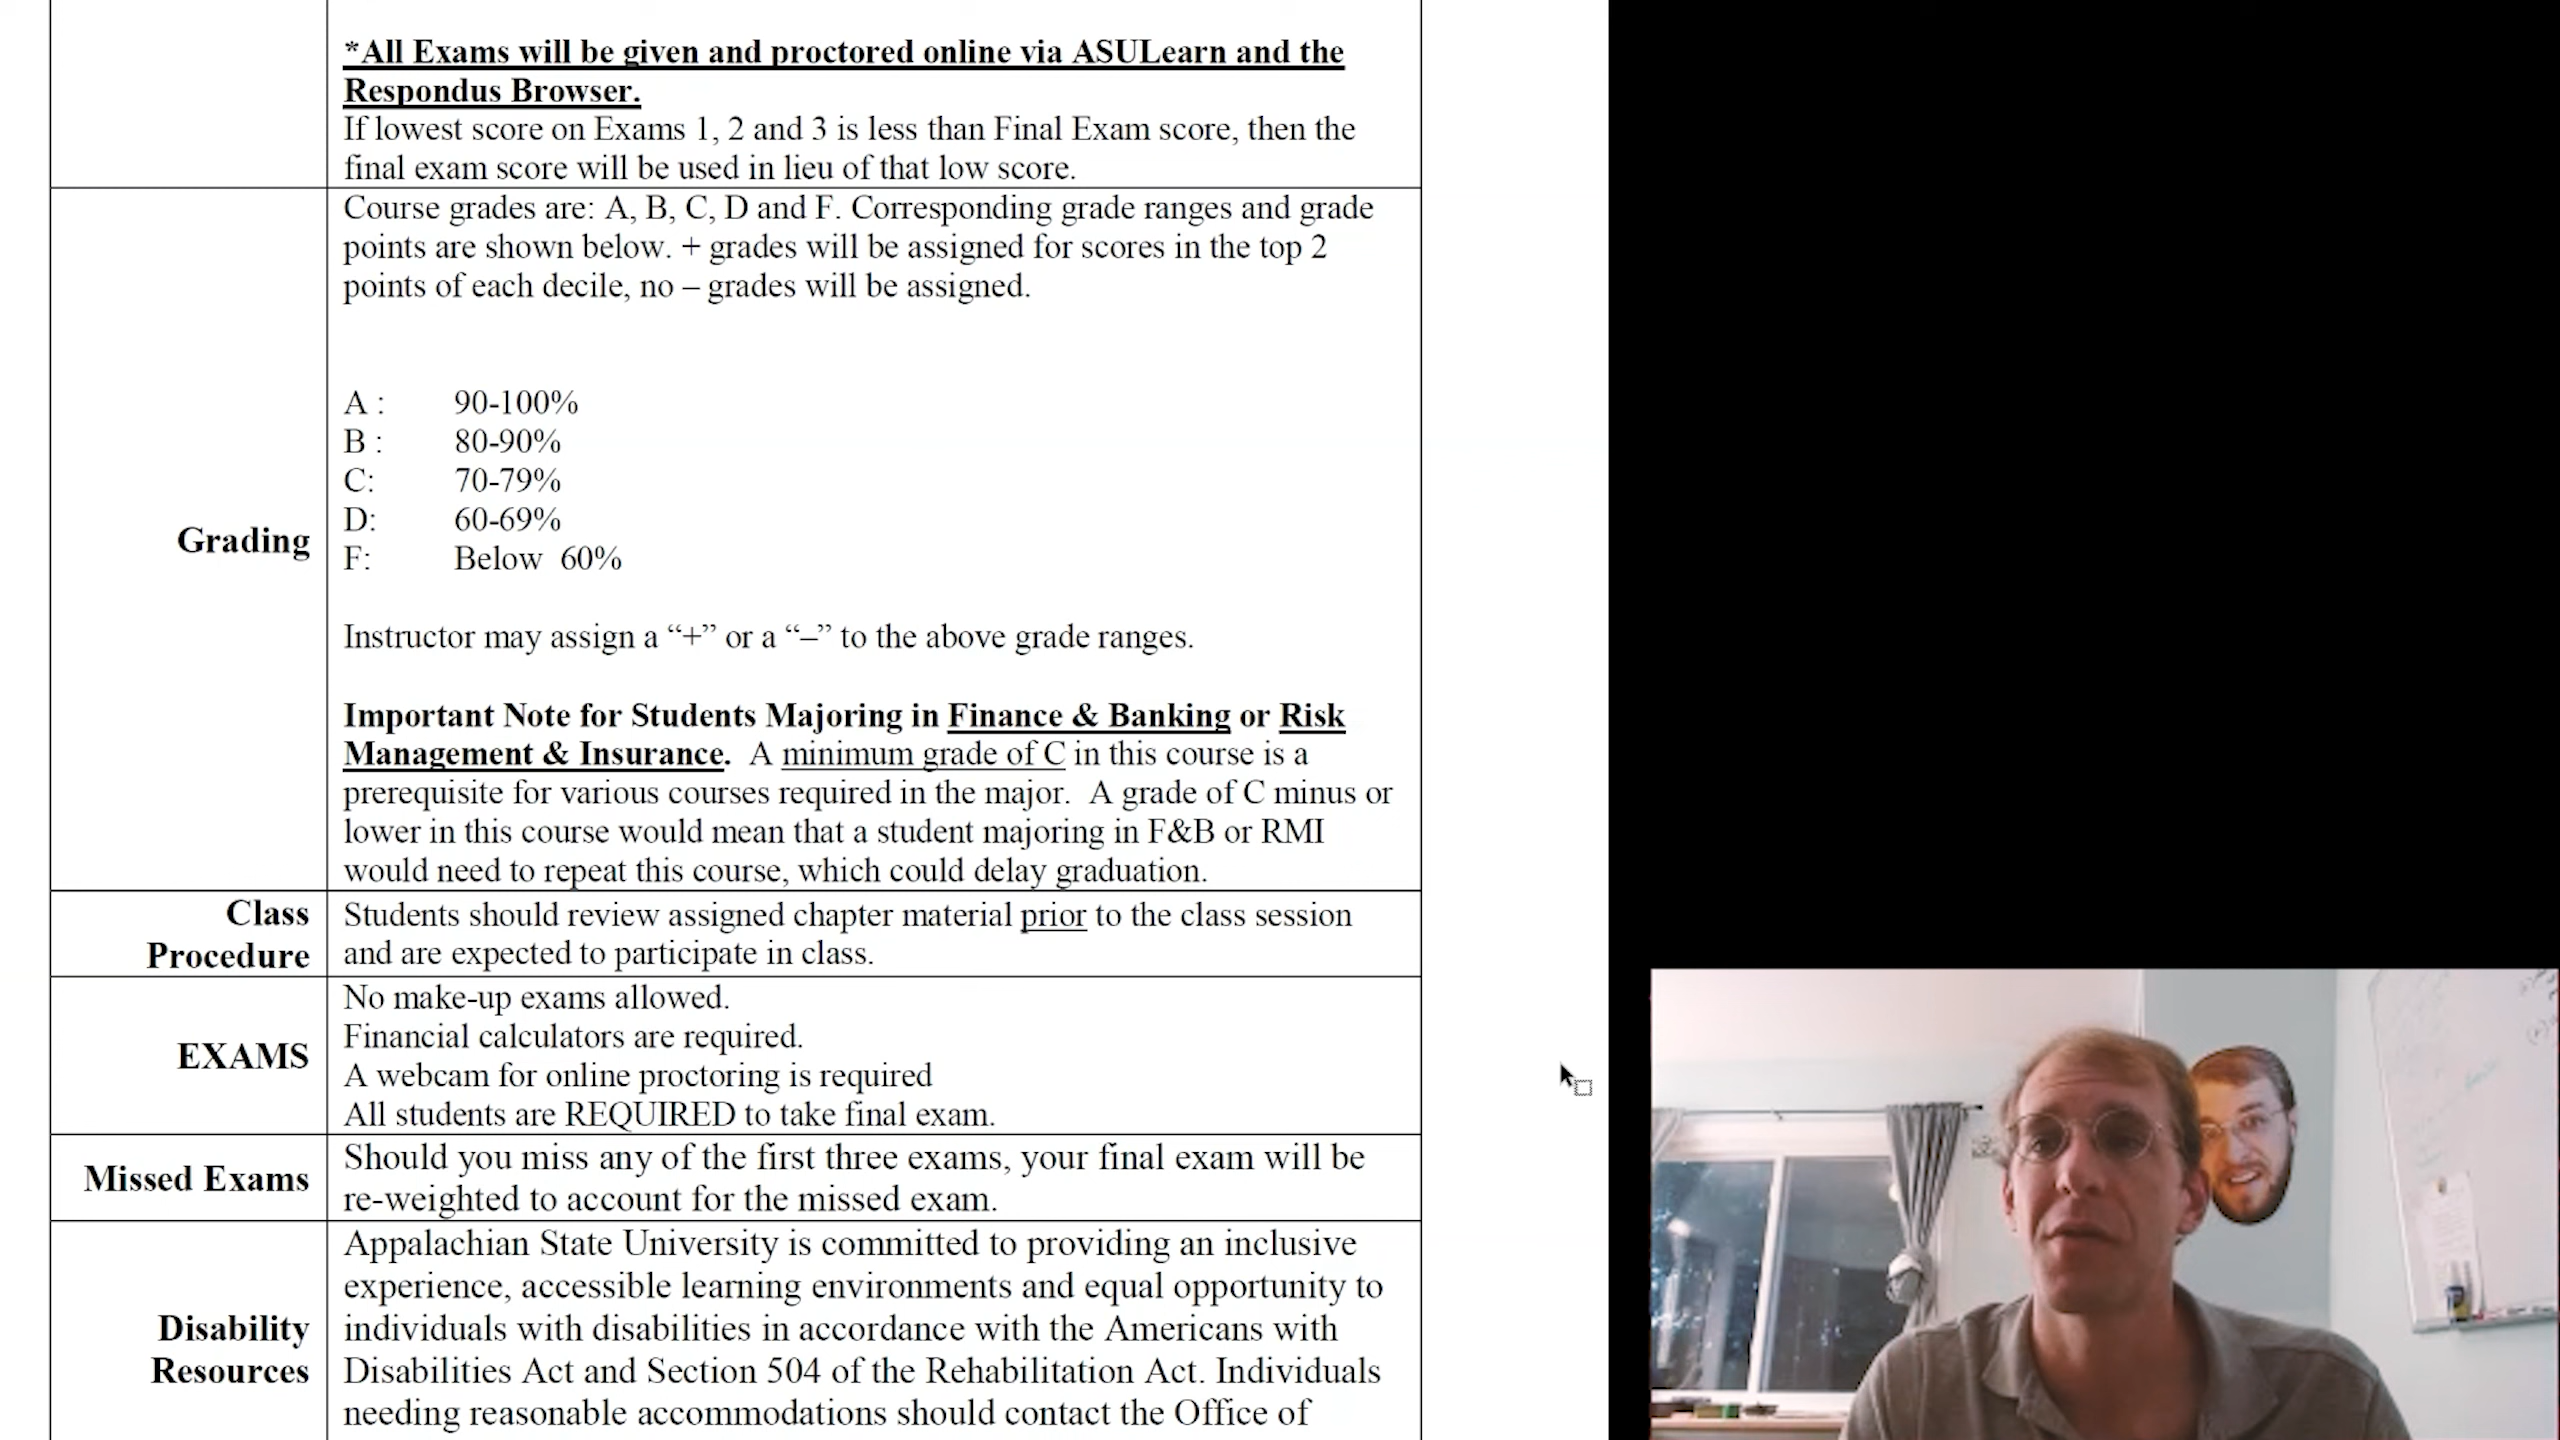 *All Exams will be given and proctored online via ASULearn and the
Respondus Browser.
If lowest score on Exams 1, 2 and 3 is less than Final Exam score, then the
final exam score will be used in lieu of that low score.
Grading
Course grades are: A, B, C, D and F. Corresponding grade ranges and grade
points are shown below. + grades will be assigned for scores in the top 2
points of each decile, no – grades will be assigned.
A : 90-100%
B : 80-90%
C: 70-79%
D: 60-69%
F: Below 60%
Instructor may assign a “+” or a “–” to the above grade ranges.
Important Note for Students Majoring in Finance & Banking or Risk
Management & Insurance. A minimum grade of C in this course is a
prerequisite for various courses required in the major. A grade of C minus or
lower in this course would mean that a student majoring in F&B or RMI
would need to repeat this course, which could delay graduation.
Class
Procedure
Students should review assigned chapter material prior to the class session
and are expected to participate in class.
EXAMS
No make-up exams allowed.
Financial calculators are required.
A webcam for online proctoring is required
All students are REQUIRED to take final exam.
Missed Exams
Should you miss any of the first three exams, your final exam will be
re-weighted to account for the missed exam.
Disability
Resources
Appalachian State University is committed to providing an inclusive
experience, accessible learning environments and equal opportunity to
individuals with disabilities in accordance with the Americans with
Disabilities Act and Section 504 of the Rehabilitation Act. Individuals
needing reasonable accommodations should contact the Office of